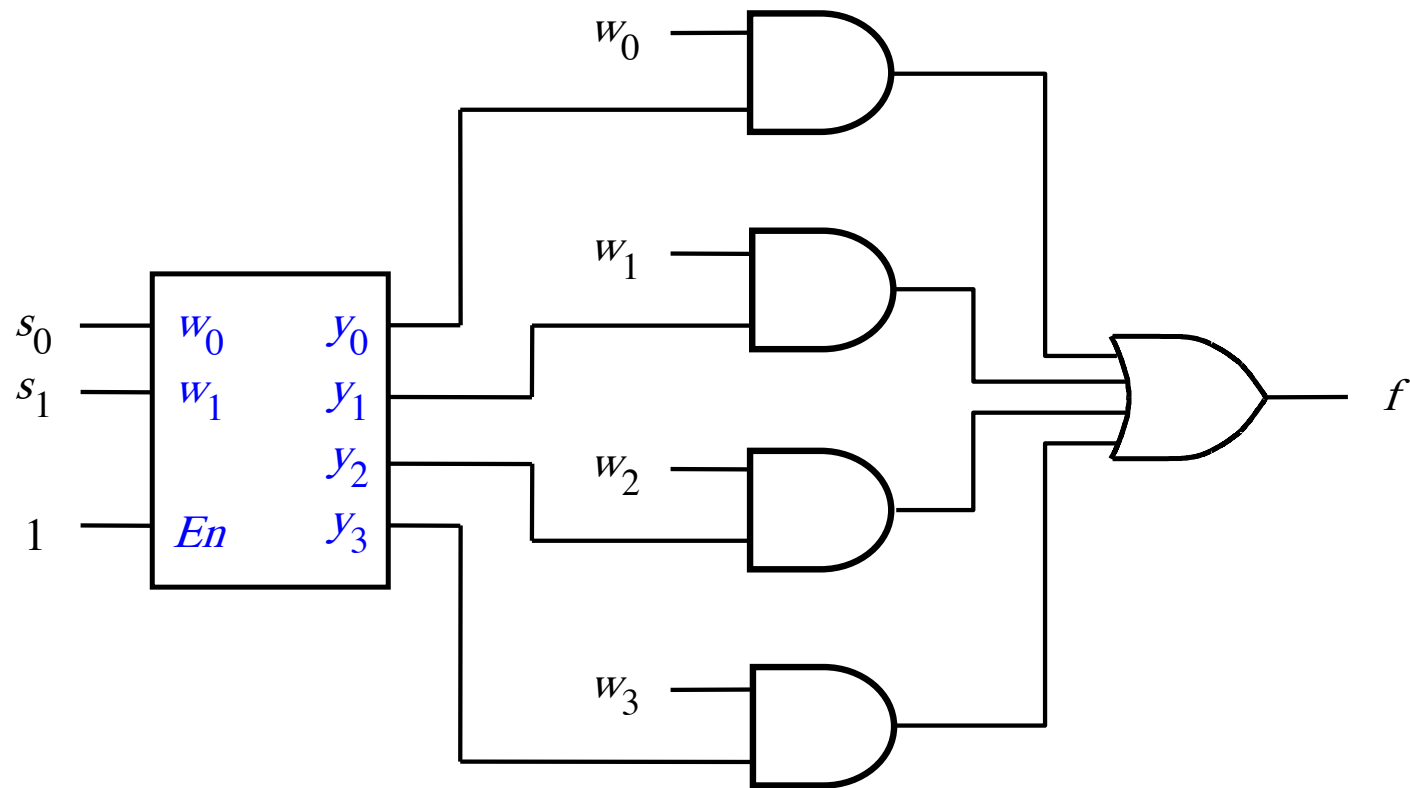 w₀
w₁
s₀ w₀ y₀
s₁ w₁ y₁
f
y₂
w₂
1 En y₃
w₃